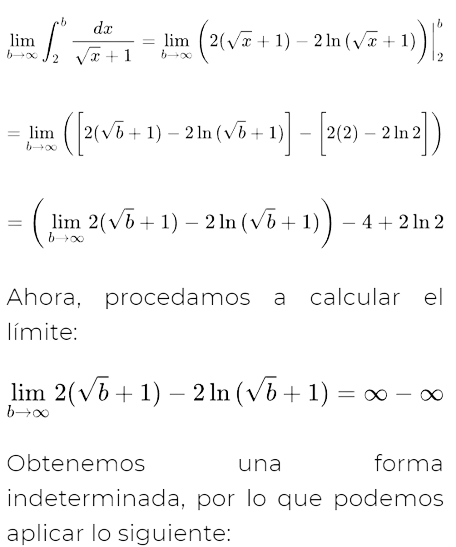 lim_{b→∞} ∫_2^b dx/(√x + 1) = lim_{b→∞} (2(√x + 1) − 2 ln (√x + 1))|_2^b
= lim_{b→∞} ([2(√b + 1) − 2 ln (√b + 1)] − [2(2) − 2 ln 2])
= (lim_{b→∞} 2(√b + 1) − 2 ln (√b + 1)) − 4 + 2 ln 2
Ahora, procedamos a calcular el
límite:
lim_{b→∞} 2(√b + 1) − 2 ln (√b + 1) = ∞ − ∞
Obtenemos una forma
indeterminada, por lo que podemos
aplicar lo siguiente: